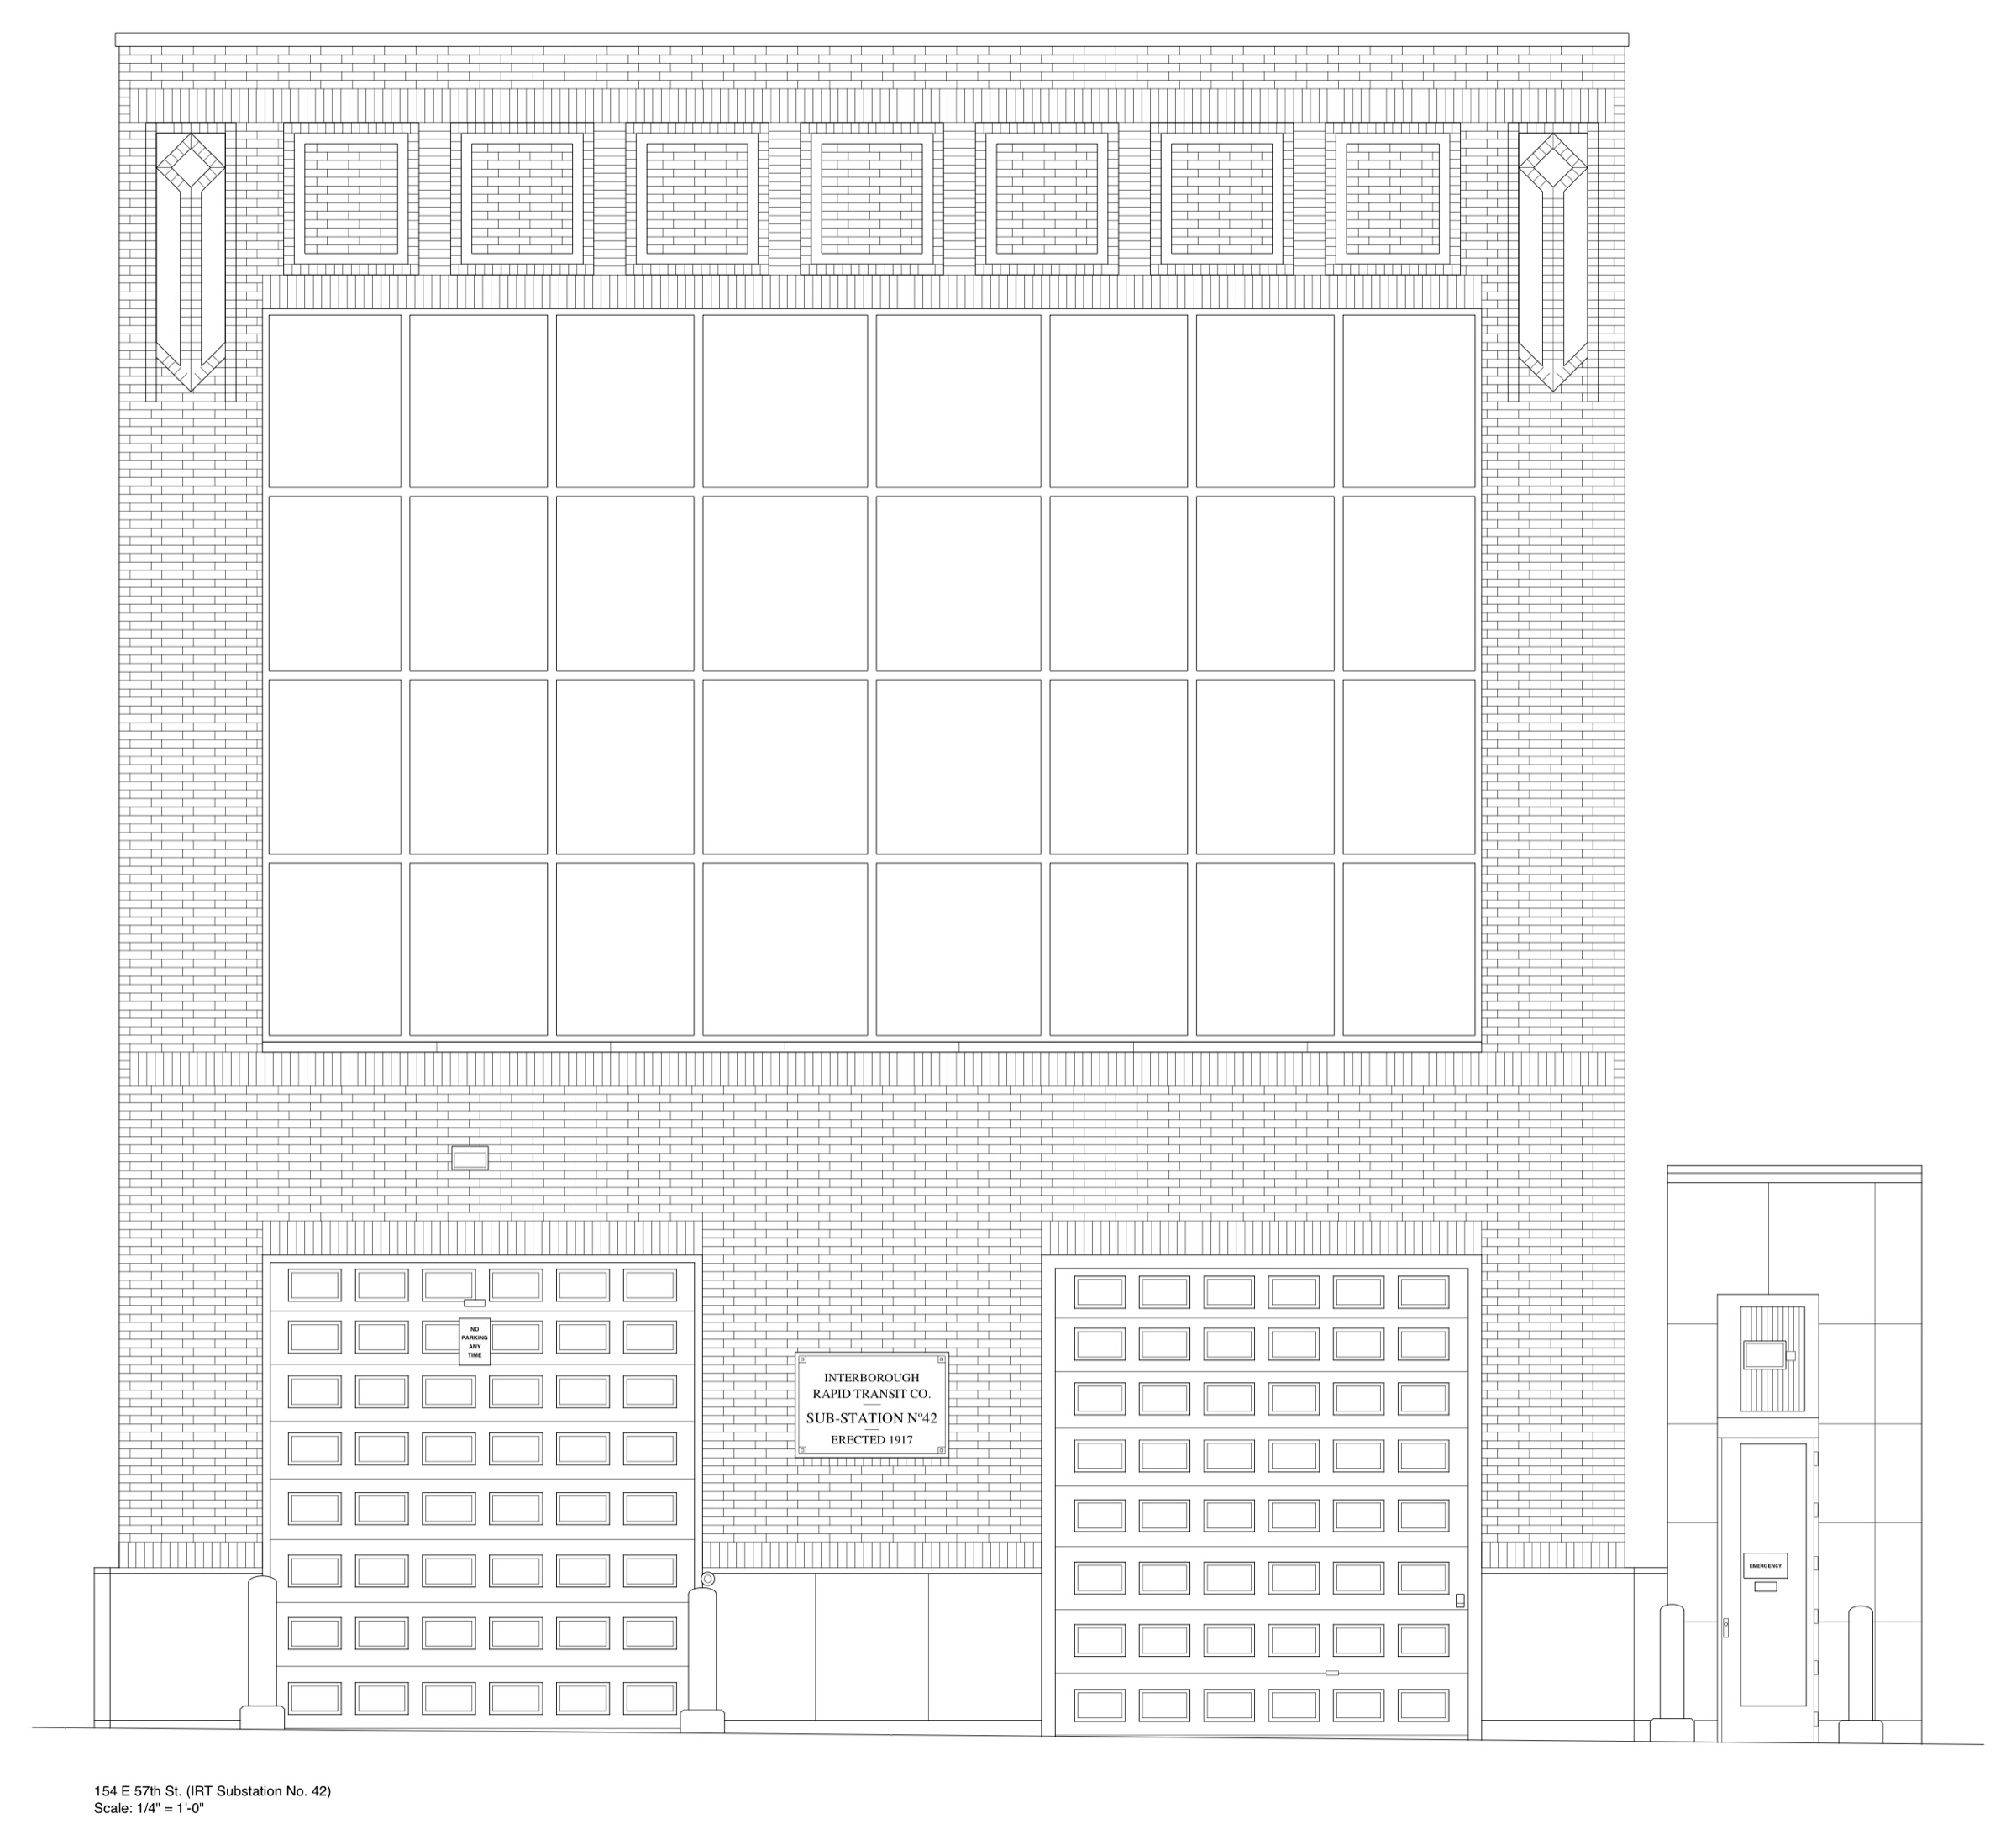 NO
PARKING
ANY
TIME
INTERBOROUGH
RAPID TRANSIT CO.
SUB-STATION Nº42
ERECTED 1917
EMERGENCY
154 E 57th St. (IRT Substation No. 42)
Scale: 1/4" = 1'-0"